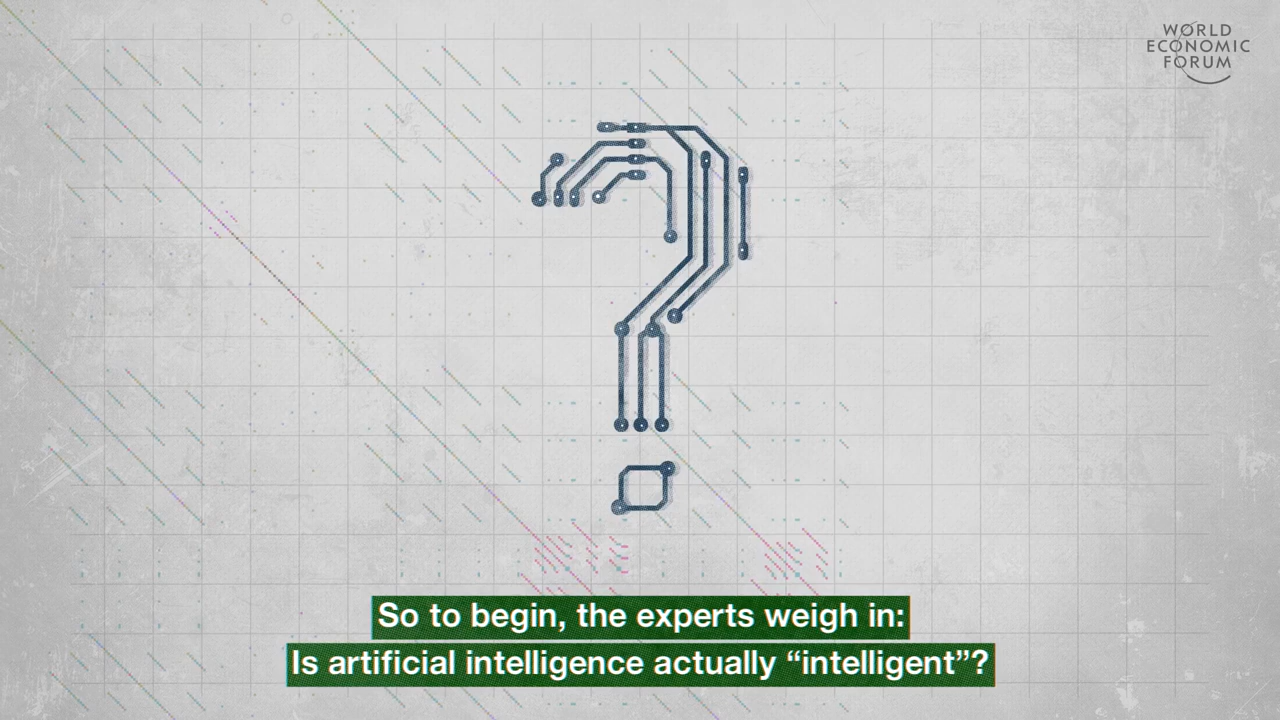 WORLD
ECONOMIC
FORUM
So to begin, the experts weigh in:
Is artificial intelligence actually “intelligent”?